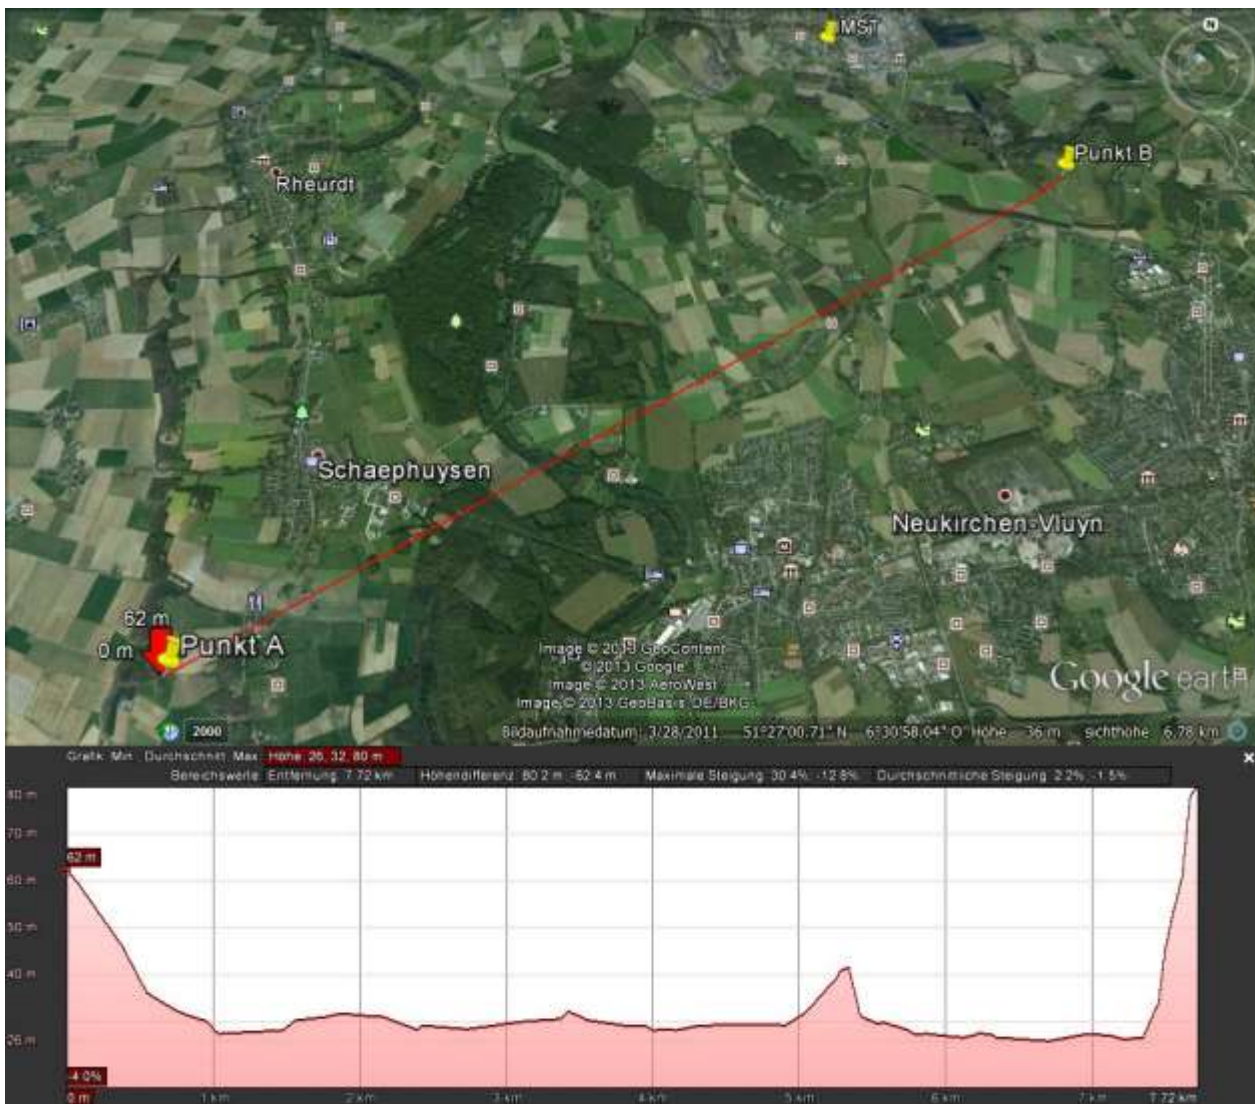 MST
Punkt B
Rheurdt
Schaephuysen
Neukirchen-Vluyn
62 m
0 m
Punkt A
Image © 2013 GeoContent
© 2013 Google
Image © 2013 AeroWest
Image © 2013 GeoBasis-DE/BKG
Google earth
2000
Bildaufnahmedatum: 3/28/2011 51°27'00.71" N 6°30'58.04" O Höhe 36 m sichthöhe 6.78 km
Grafik: Min. Durchschnitt Max. Höhe: 26, 32, 80 m
Bereichswerte: Entfernung: 7.72 km Höhendifferenz: 80.2 m, -62.4 m Maximale Steigung: 30.4%, -12.8% Durchschnittliche Steigung: 2.2%, -1.5%
80 m
70 m
62 m
60 m
50 m
40 m
26 m
-4.0%
0 m 1 km 2 km 3 km 4 km 5 km 6 km 7 km 7.72 km